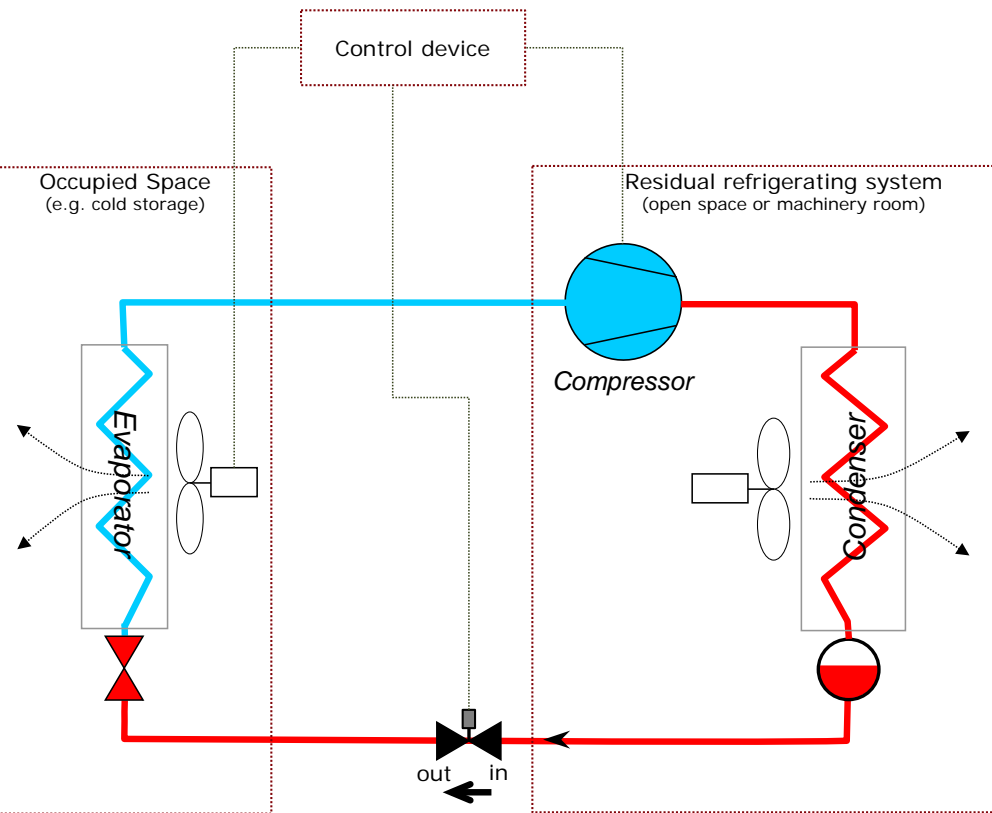 Control device
Occupied Space
(e.g. cold storage)
Residual refrigerating system
(open space or machinery room)
Compressor
Evaporator
Condenser
out
in